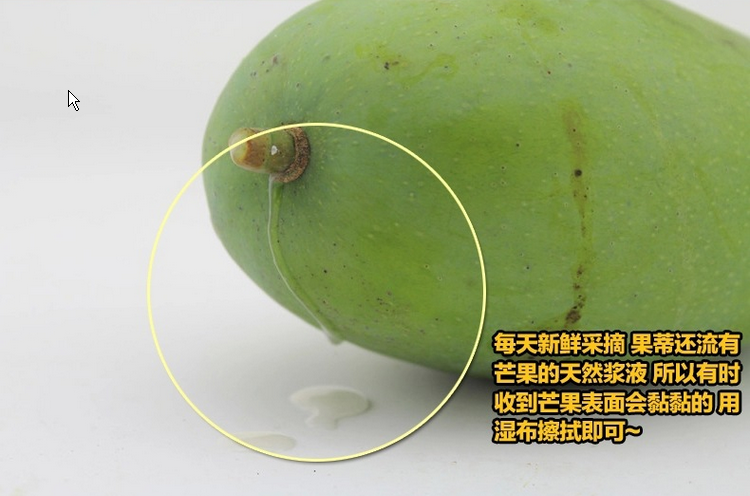 每天新鲜采摘 果蒂还流有
芒果的天然浆液 所以有时
收到芒果表面会黏黏的 用
湿布擦拭即可~